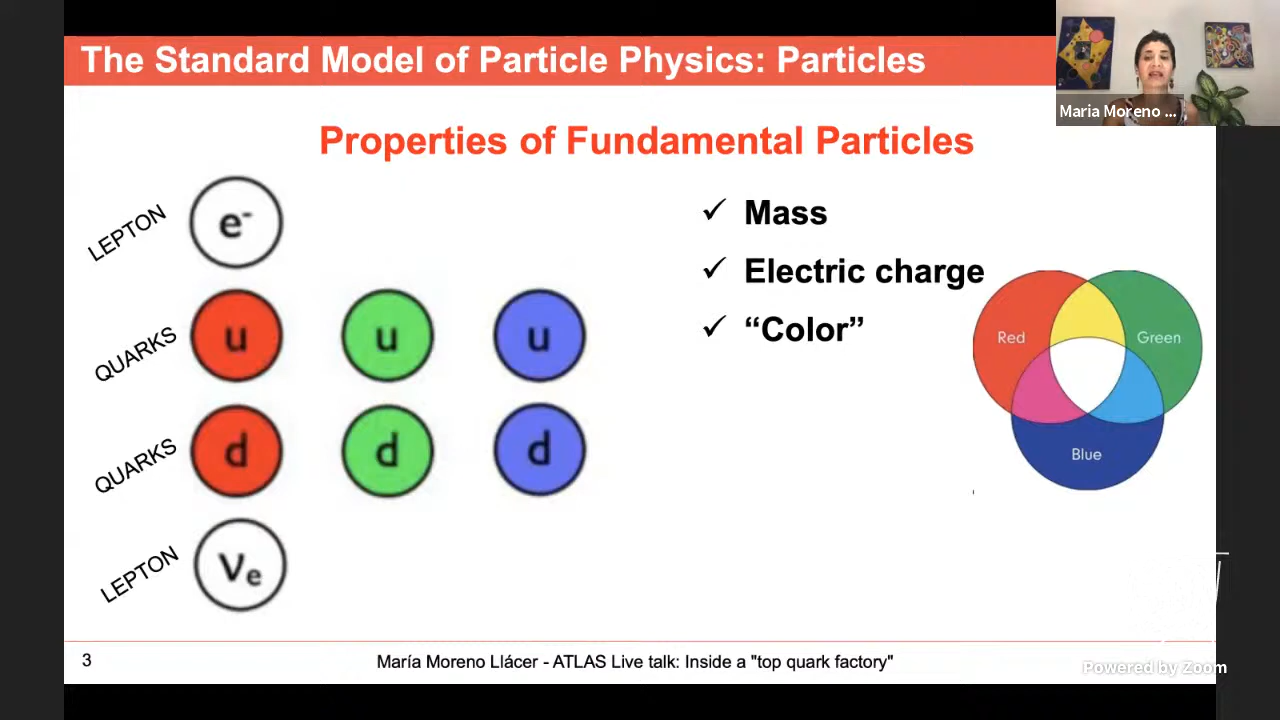 The Standard Model of Particle Physics: Particles
Maria Moreno ...
Properties of Fundamental Particles
LEPTON
e-
✓ Mass
✓ Electric charge
✓ “Color”
QUARKS
u u u
Red Green
Blue
QUARKS
d d d
LEPTON
νe
3
María Moreno Llácer - ATLAS Live talk: Inside a "top quark factory"
Powered by Zoom